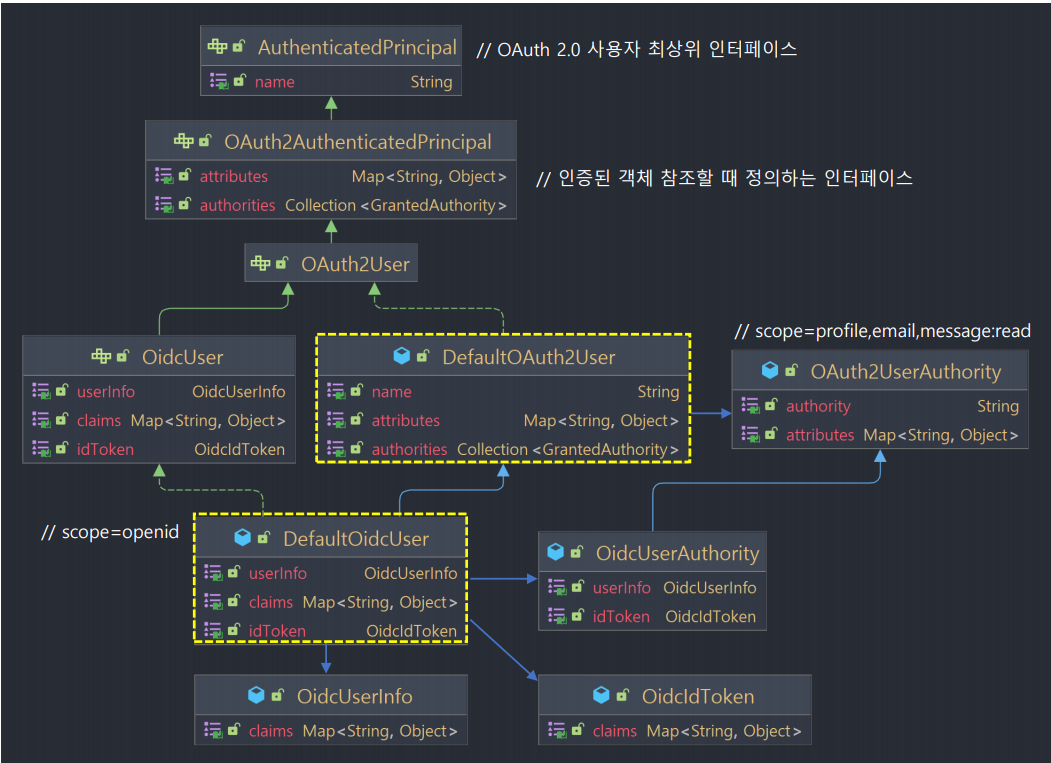 AuthenticatedPrincipal
// OAuth 2.0 사용자 최상위 인터페이스
name String
OAuth2AuthenticatedPrincipal
attributes Map<String, Object>
// 인증된 객체 참조할 때 정의하는 인터페이스
authorities Collection <GrantedAuthority>
OAuth2User
// scope=profile,email,message:read
OidcUser
userInfo OidcUserInfo
claims Map<String, Object>
idToken OidcIdToken
DefaultOAuth2User
name String
attributes Map<String, Object>
authorities Collection <GrantedAuthority>
OAuth2UserAuthority
authority String
attributes Map<String, Object>
// scope=openid
DefaultOidcUser
userInfo OidcUserInfo
claims Map<String, Object>
idToken OidcIdToken
OidcUserAuthority
userInfo OidcUserInfo
idToken OidcIdToken
OidcUserInfo
claims Map<String, Object>
OidcIdToken
claims Map<String, Object>